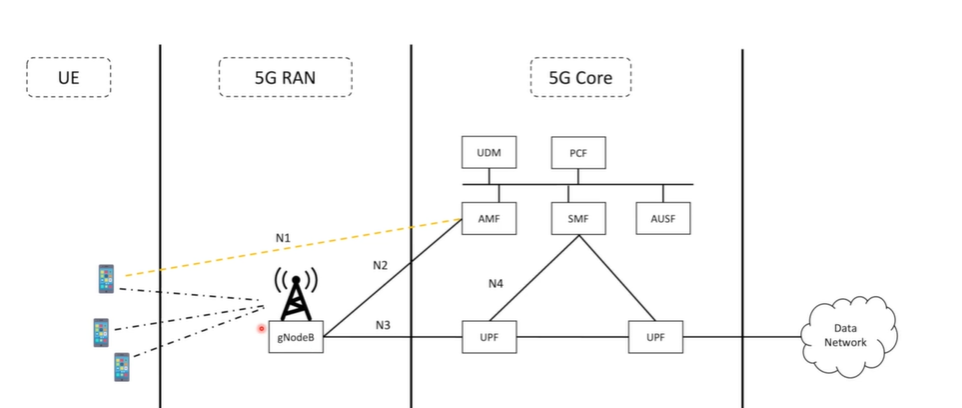 UE
5G RAN
5G Core
UDM
PCF
AMF
SMF
AUSF
N1
N2
N4
N3
gNodeB
UPF
UPF
Data
Network